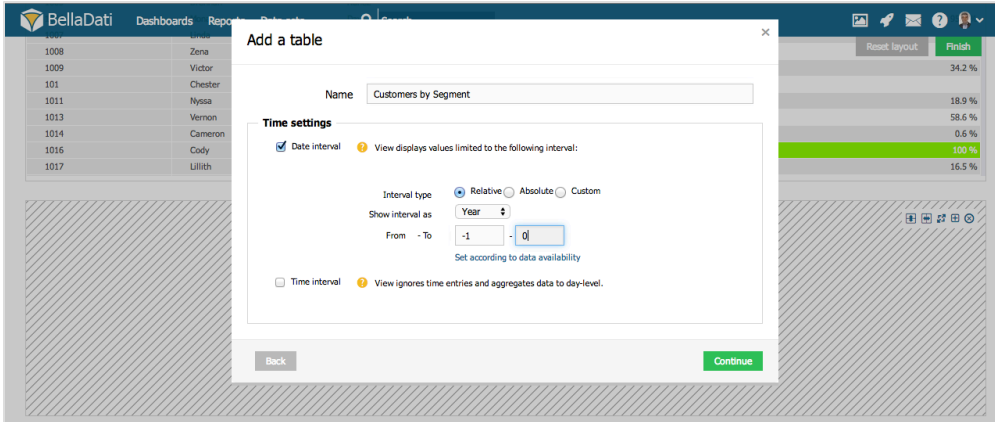 BellaDati Dashboards
Add a table
Reset layout Finish
1008 Zena
1009 Victor 34.2 %
101 Chester
1011 Nyssa 18.9 %
1013 Vernon 58.6 %
1014 Cameron 0.6 %
1016 Cody 100 %
1017 Lillith 16.5 %
Name Customers by Segment
Time settings
Date interval ? View displays values limited to the following interval:
Interval type Relative Absolute Custom
Show interval as Year
From - To -1 - 0
Set according to data availability
Time interval ? View ignores time entries and aggregates data to day-level.
Back Continue